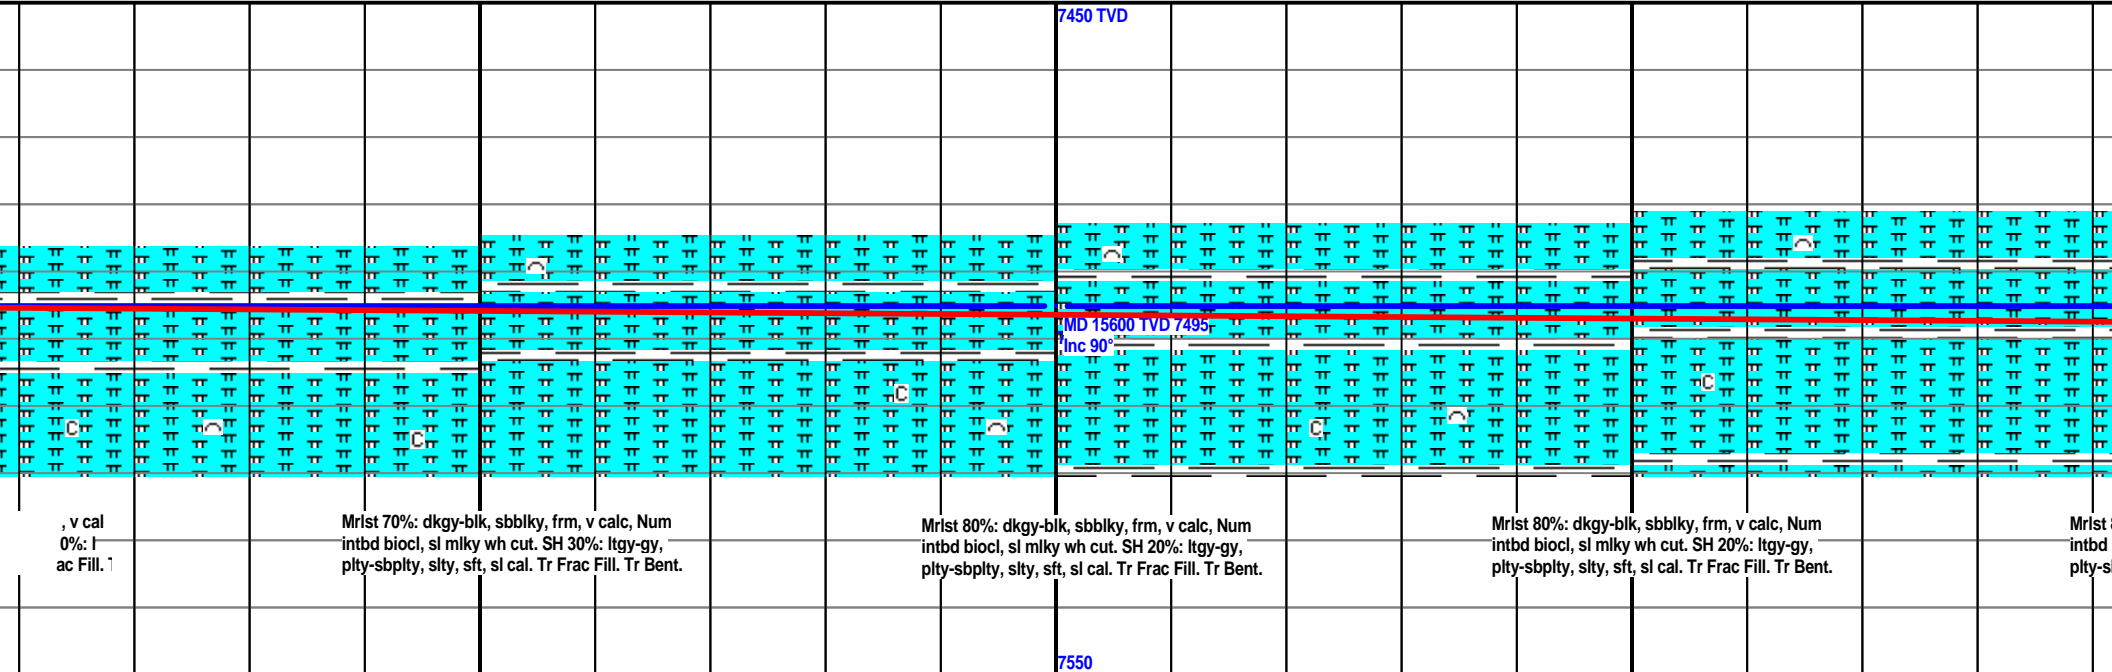 7450 TVD
MD 15600 TVD 7495
Inc 90°
C
C
C
C
C
, v cal
0%: l
ac Fill. T
Mrlst 70%: dkgy-blk, sbblky, frm, v calc, Num
intbd biocl, sl mlky wh cut. SH 30%: ltgy-gy,
plty-sbplty, slty, sft, sl cal. Tr Frac Fill. Tr Bent.
Mrlst 80%: dkgy-blk, sbblky, frm, v calc, Num
intbd biocl, sl mlky wh cut. SH 20%: ltgy-gy,
plty-sbplty, slty, sft, sl cal. Tr Frac Fill. Tr Bent.
Mrlst 80%: dkgy-blk, sbblky, frm, v calc, Num
intbd biocl, sl mlky wh cut. SH 20%: ltgy-gy,
plty-sbplty, slty, sft, sl cal. Tr Frac Fill. Tr Bent.
Mrlst
intbd
plty-s
7550